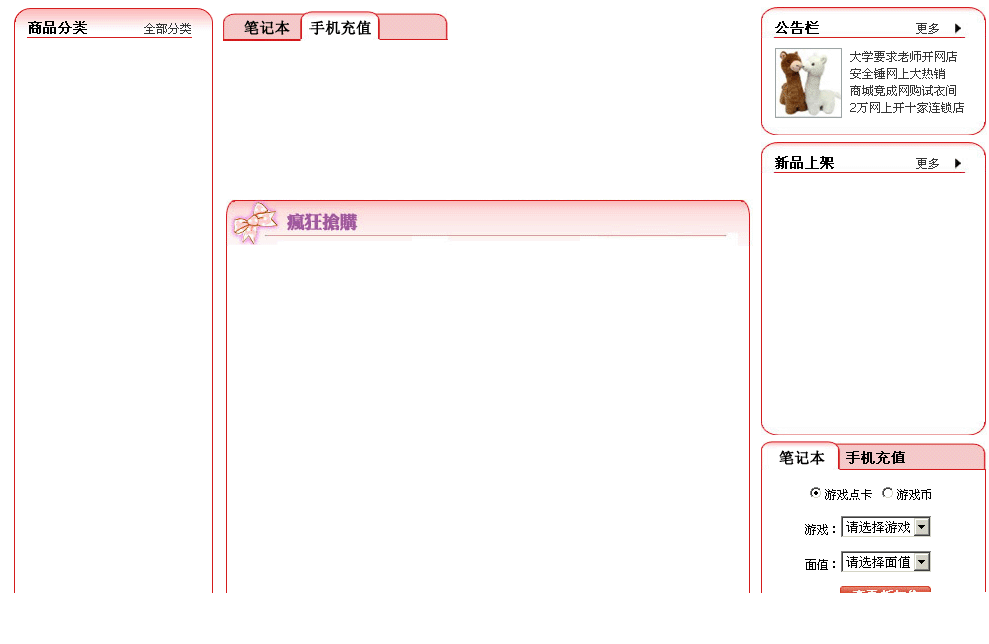 商品分类 全部分类
笔记本 手机充值
瘋狂搶購
公告栏 更多
大学要求老师开网店
安全锤网上大热销
商城竟成网购试衣间
2万网上开十家连锁店
新品上架 更多
笔记本 手机充值
游戏点卡 游戏币
游戏： 请选择游戏
面值： 请选择面值